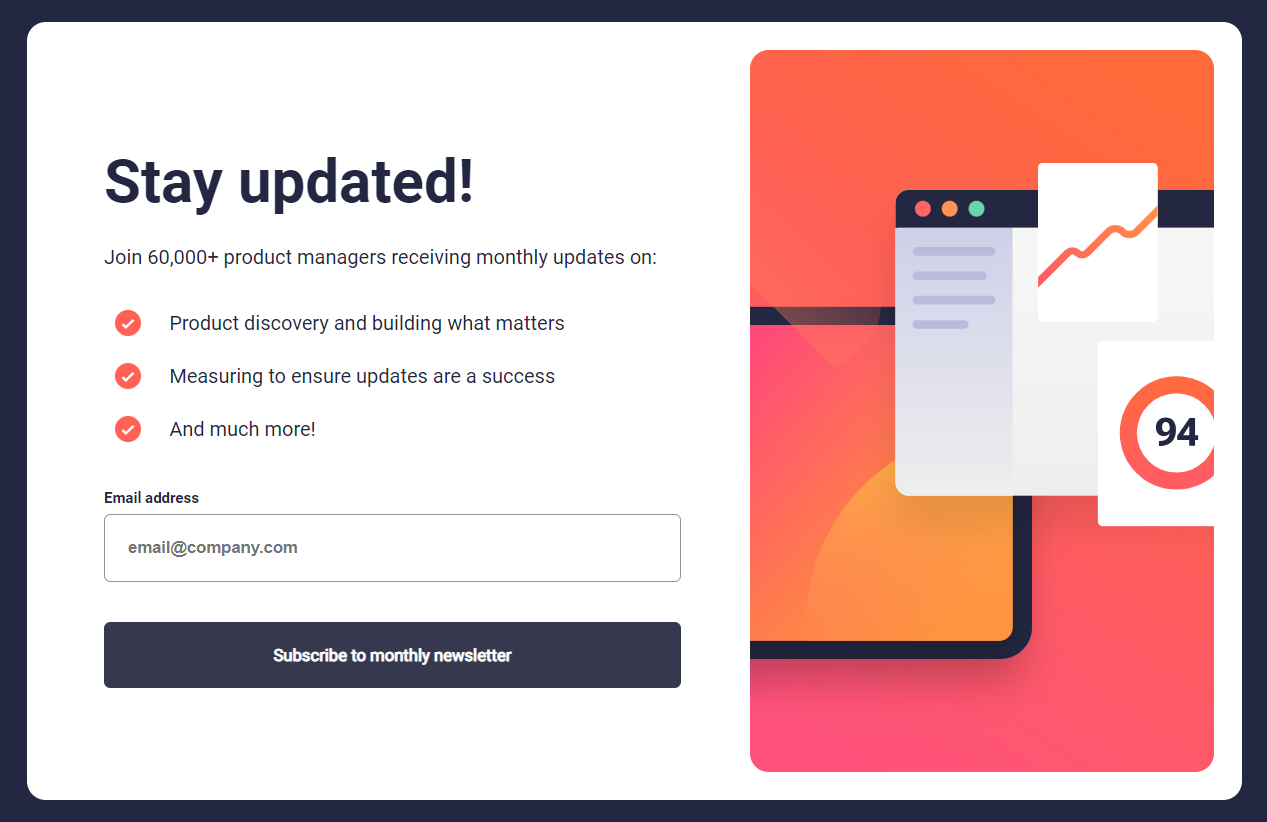 Stay updated!
Join 60,000+ product managers receiving monthly updates on:
Product discovery and building what matters
Measuring to ensure updates are a success
And much more!
Email address
email@company.com
Subscribe to monthly newsletter
94